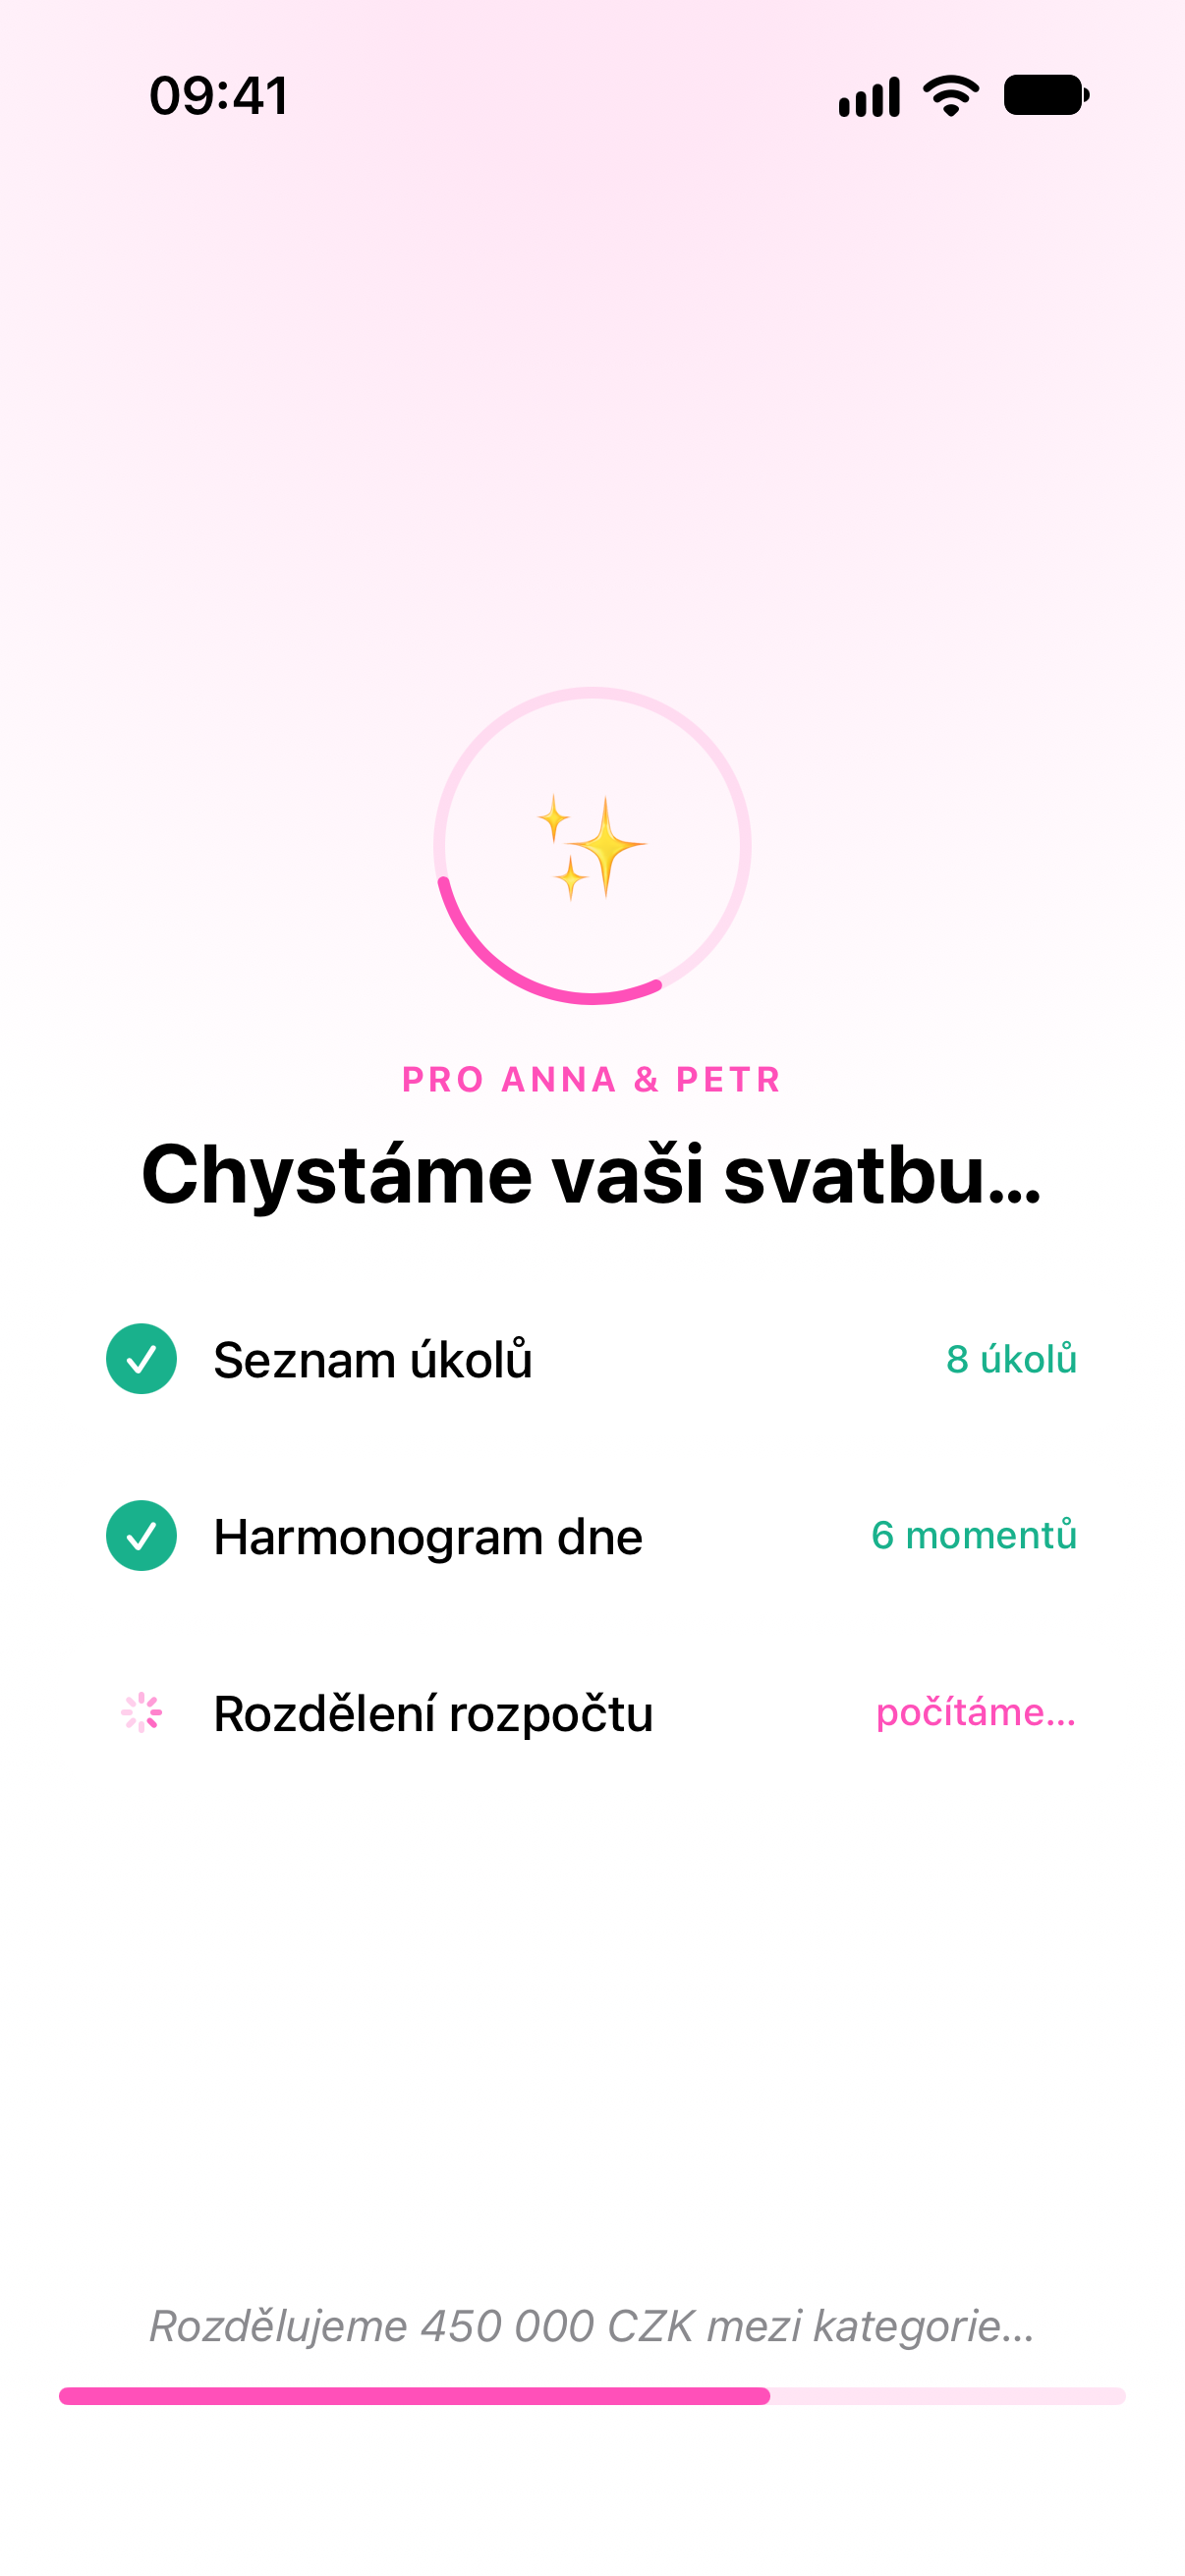 09:41
PRO ANNA & PETR
Chystáme vaši svatbu…
Seznam úkolů
8 úkolů
Harmonogram dne
6 momentů
Rozdělení rozpočtu
počítáme…
Rozdělujeme 450 000 CZK mezi kategorie…